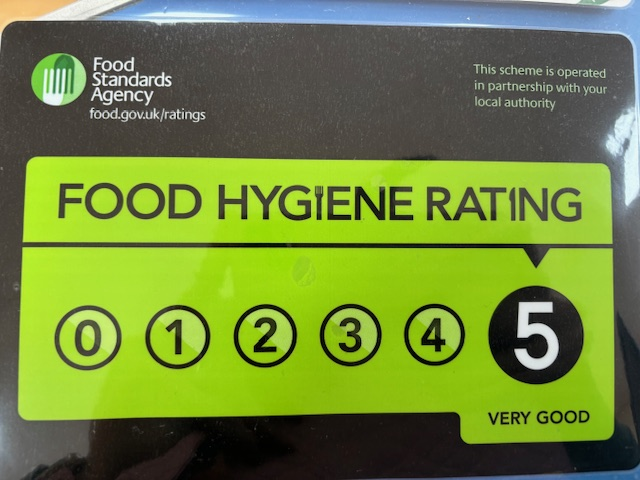 Food
Standards
Agency
food.gov.uk/ratings
This scheme is operated
in partnership with your
local authority
FOOD HYGIENE RATING
0 1 2 3 4 5
VERY GOOD